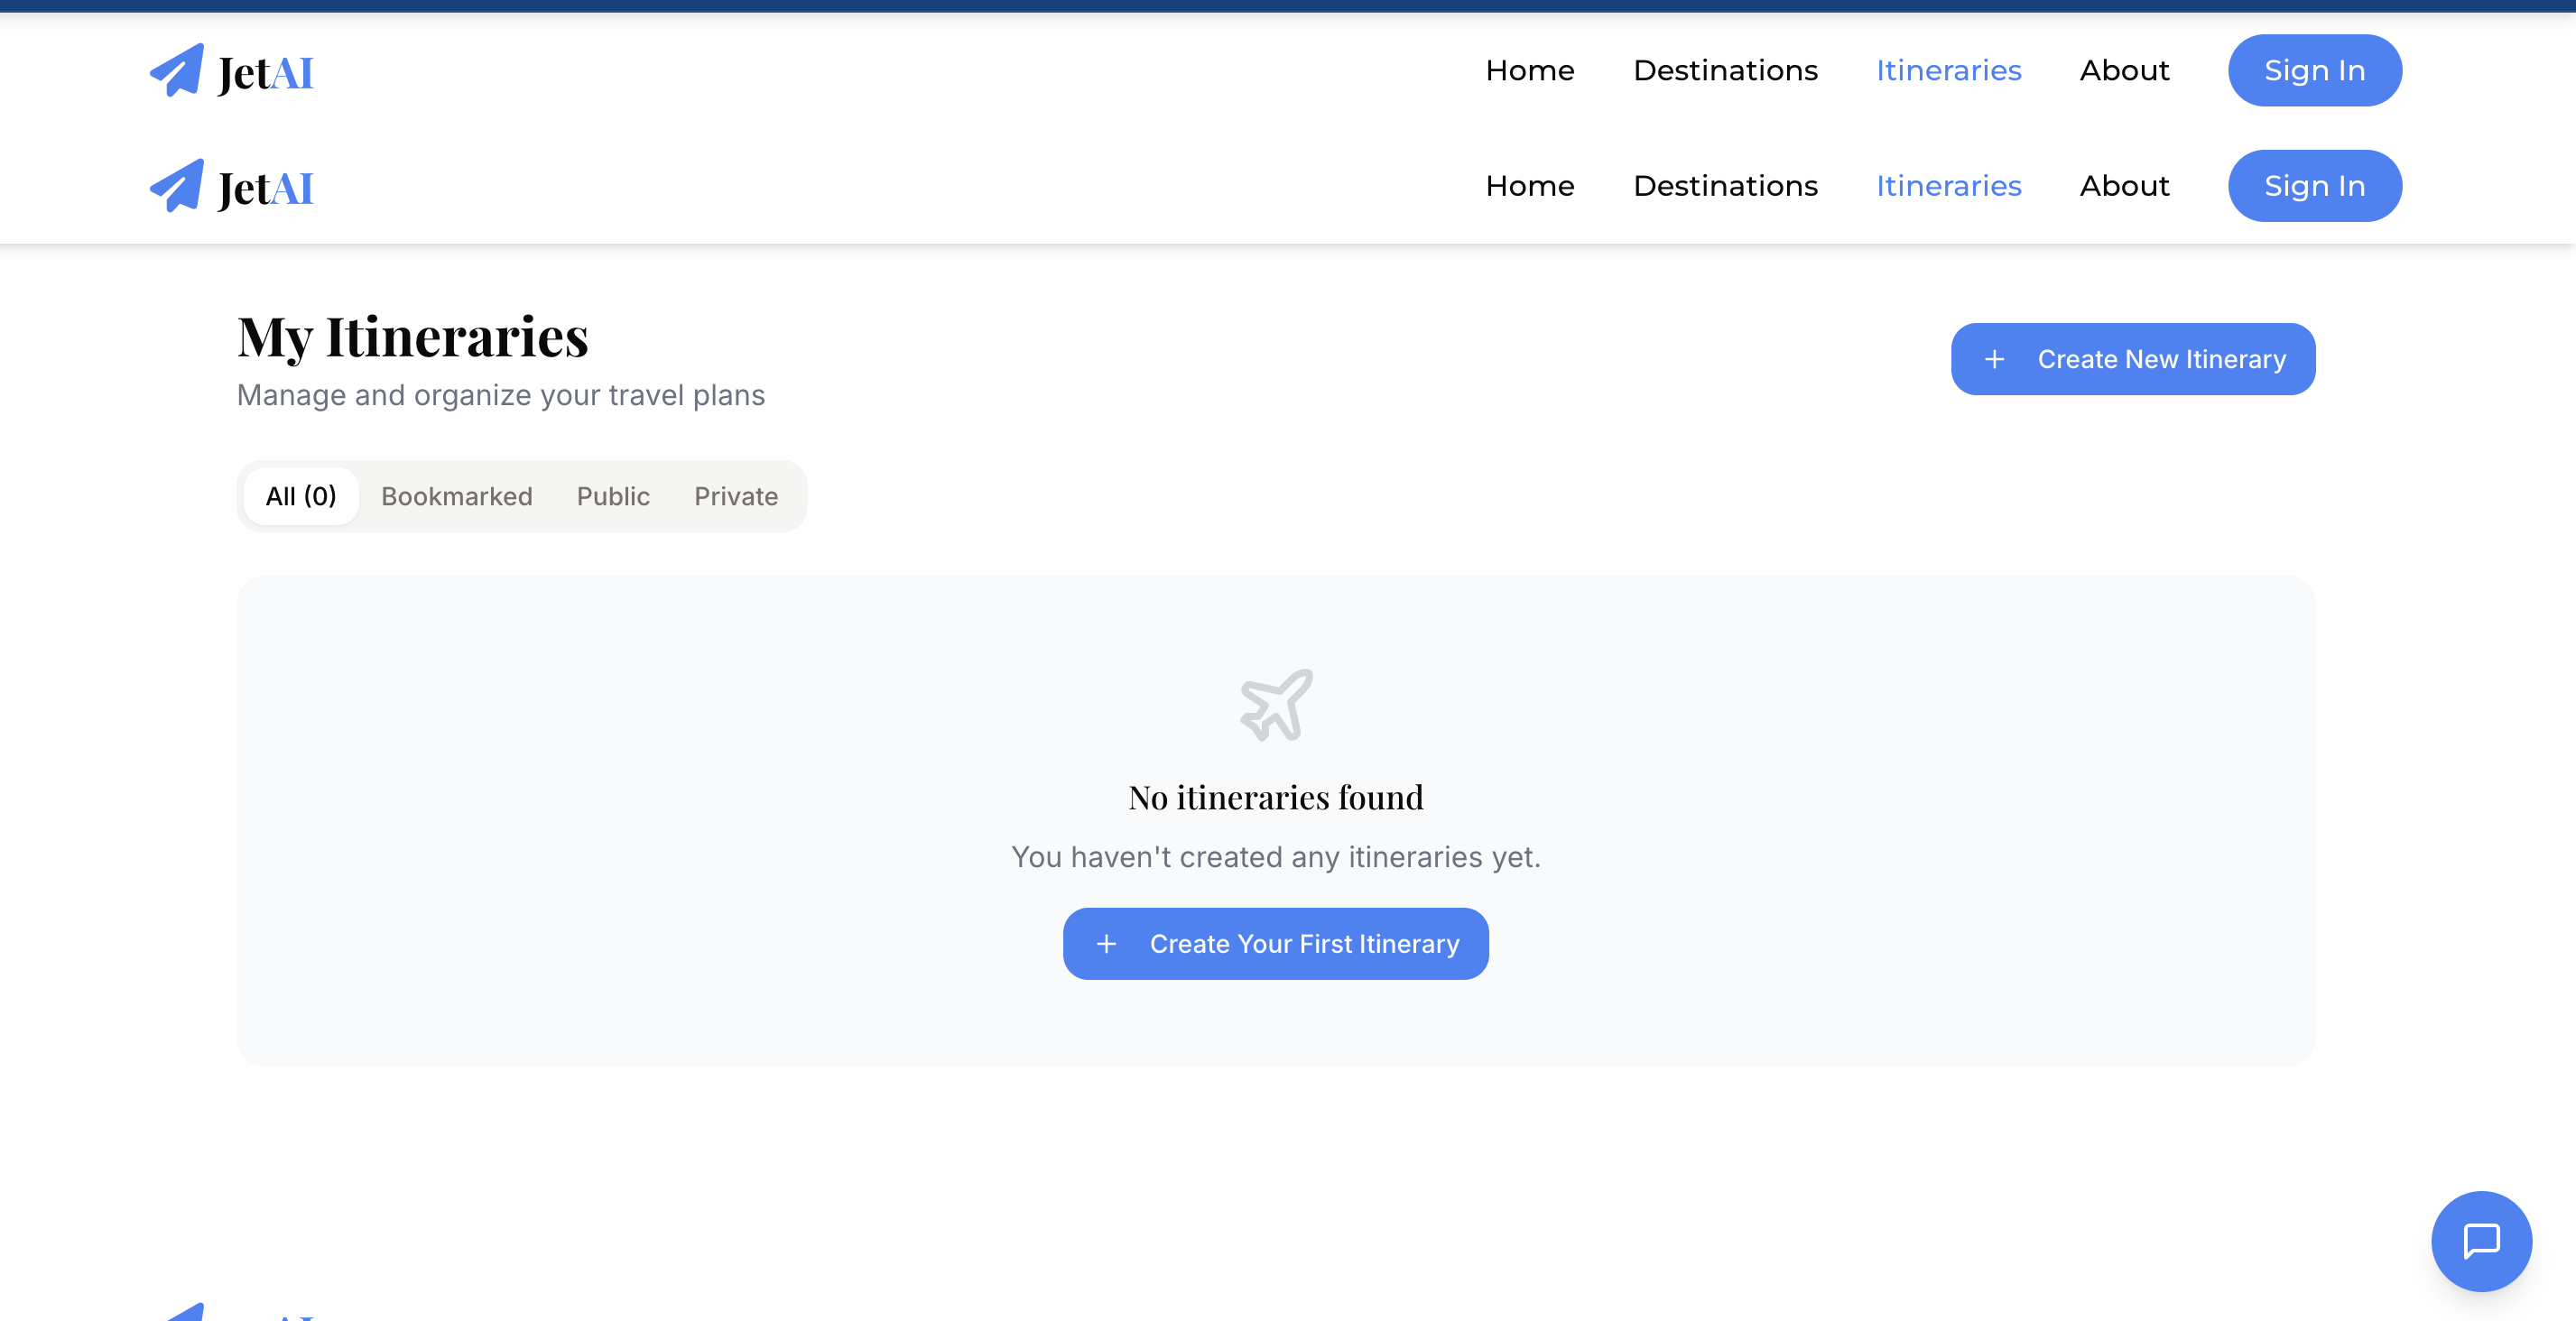 JetAI Home Destinations Itineraries About Sign In
JetAI Home Destinations Itineraries About Sign In
My Itineraries
Manage and organize your travel plans
Create New Itinerary
All (0) Bookmarked Public Private
No itineraries found
You haven't created any itineraries yet.
Create Your First Itinerary